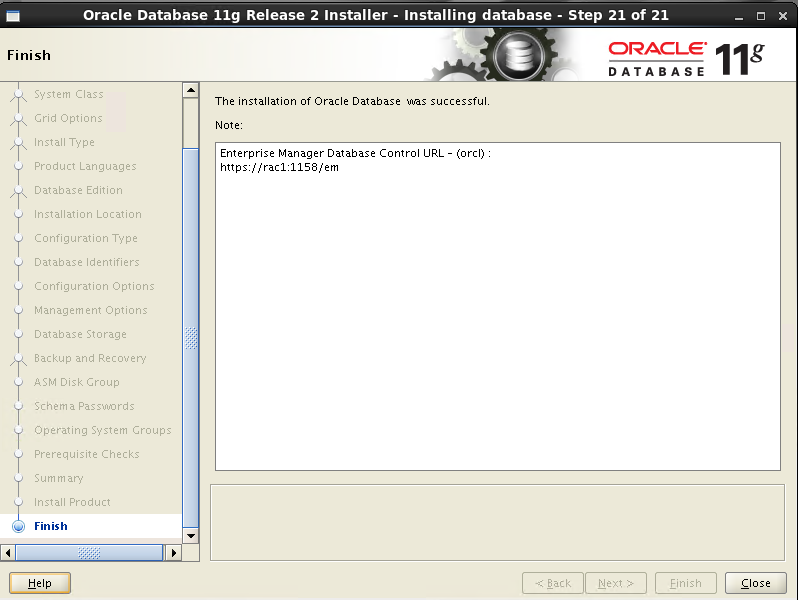 Oracle Database 11g Release 2 Installer - Installing database - Step 21 of 21
Finish
ORACLE
DATABASE
11g
System Class
Grid Options
Install Type
Product Languages
Database Edition
Installation Location
Configuration Type
Database Identifiers
Configuration Options
Management Options
Database Storage
Backup and Recovery
ASM Disk Group
Schema Passwords
Operating System Groups
Prerequisite Checks
Summary
Install Product
Finish
The installation of Oracle Database was successful.
Note:
Enterprise Manager Database Control URL - (orcl) :
https://rac1:1158/em
Help
< Back
Next >
Finish
Close